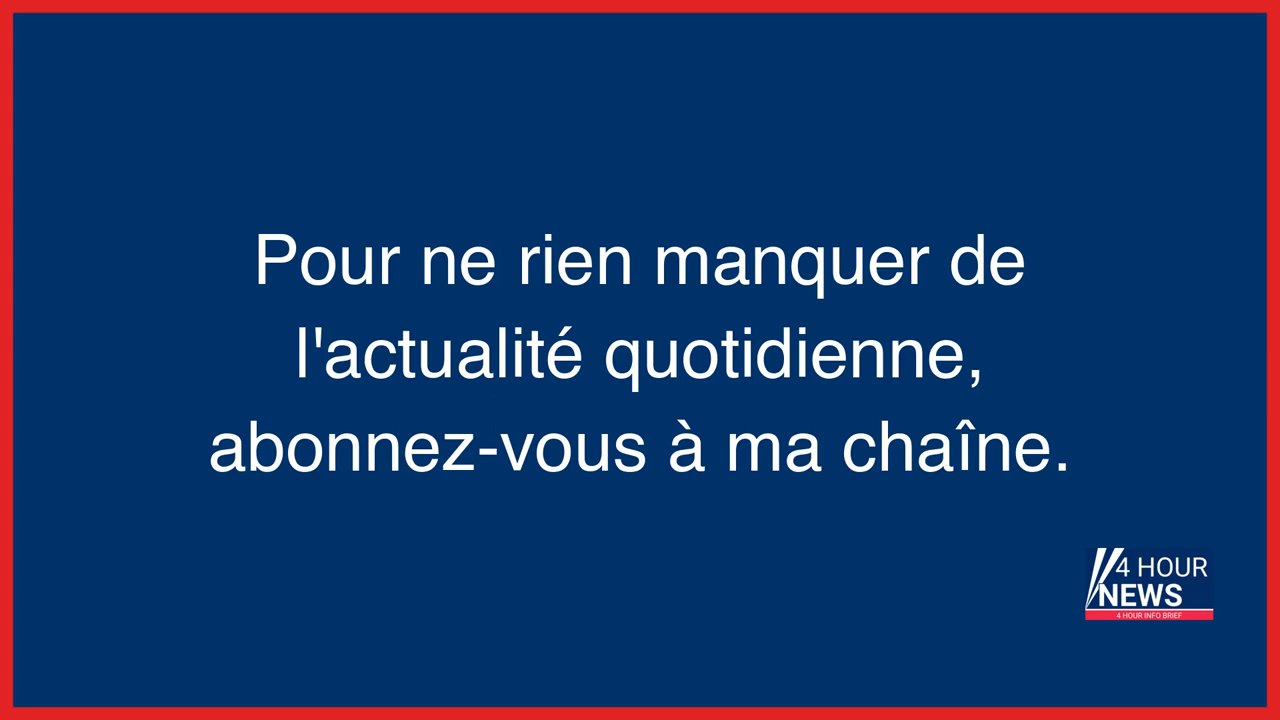 Pour ne rien manquer de
l'actualité quotidienne,
abonnez-vous à ma chaîne.
4 HOUR
NEWS
4 HOUR INFO BRIEF